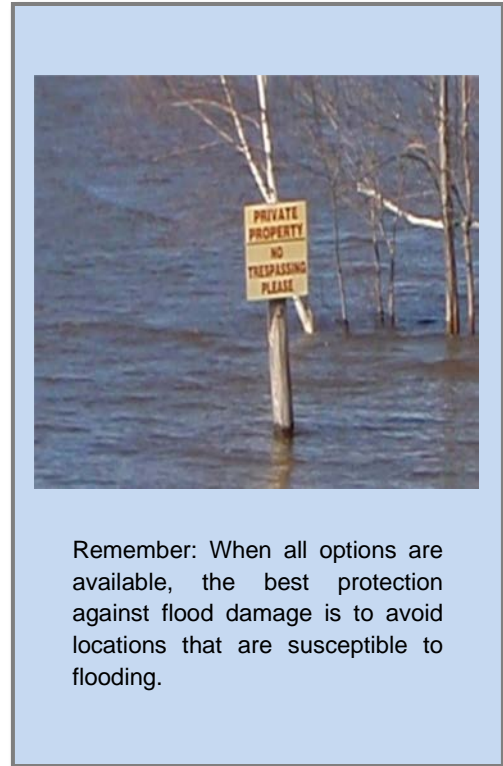 PRIVATE
PROPERTY
NO
TRESPASSING
PLEASE
Remember: When all options are
available, the best protection
against flood damage is to avoid
locations that are susceptible to
flooding.